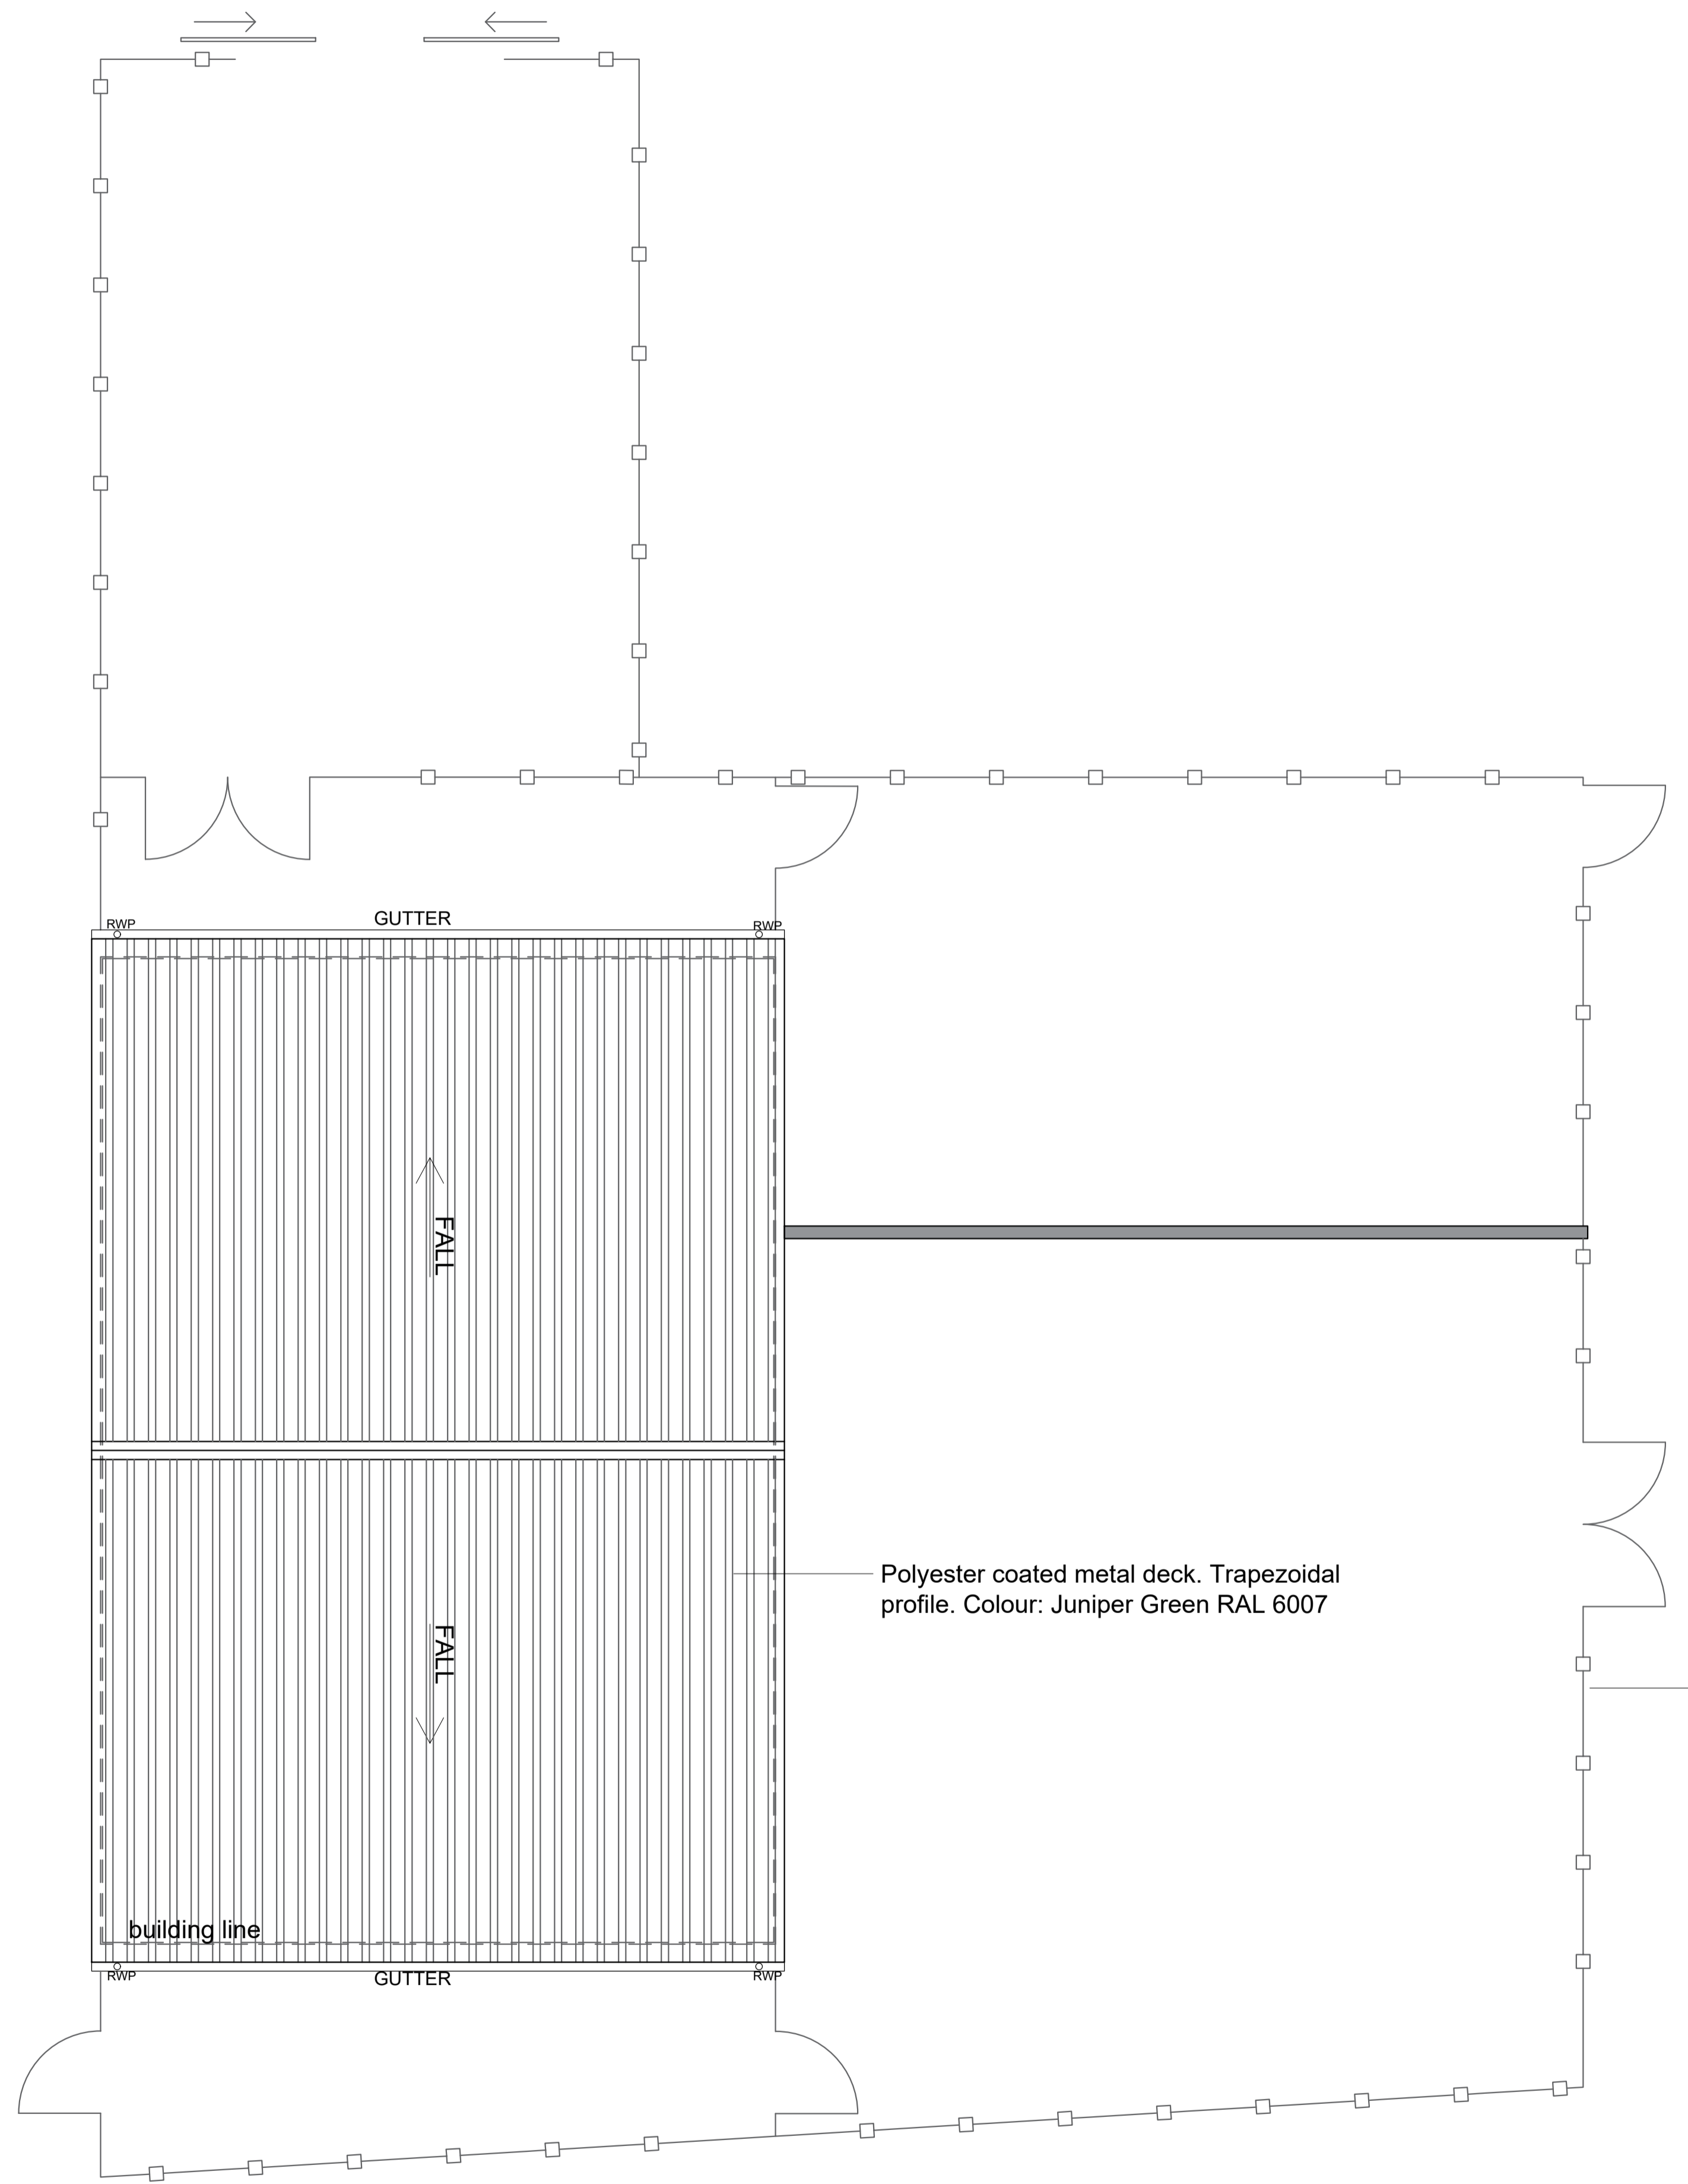 GUTTER
RWP
RWP
FALL
Polyester coated metal deck. Trapezoidal
profile. Colour: Juniper Green RAL 6007
FALL
building line
RWP
GUTTER
RWP